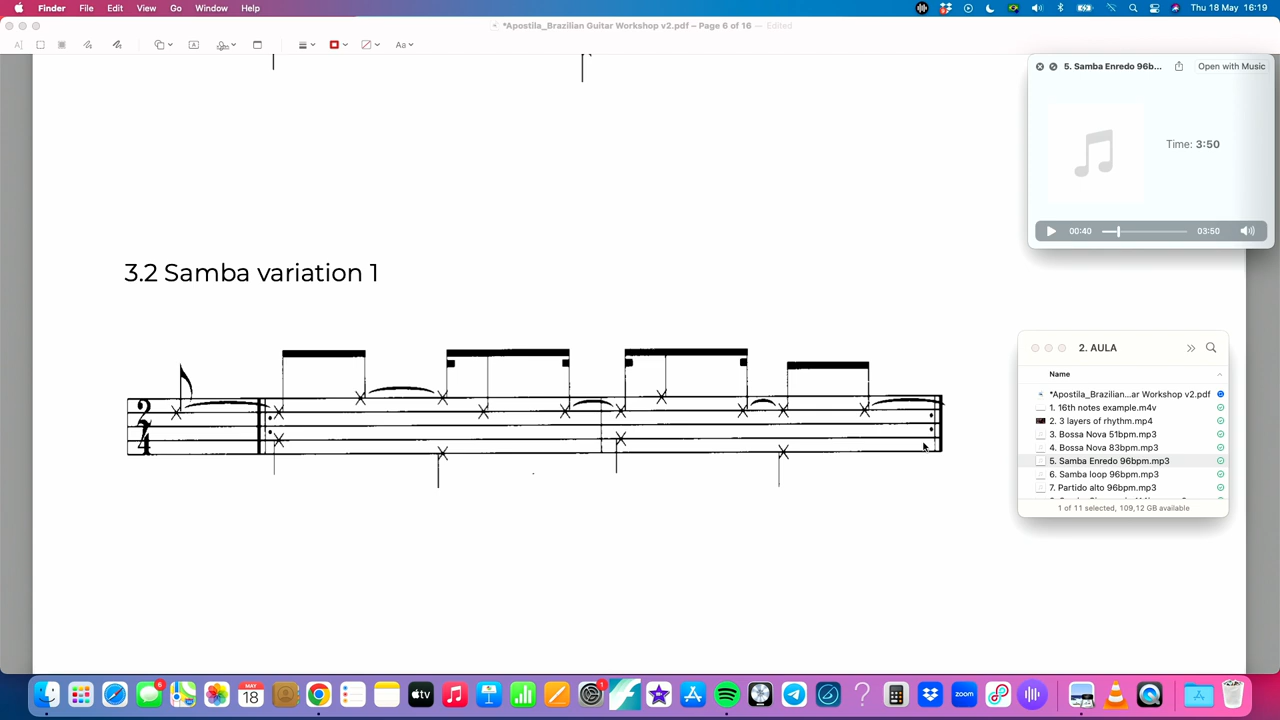 Finder File Edit View Go Window Help Thu 18 May 16:19
*Apostila_Brazilian Guitar Workshop v2.pdf – Page 6 of 16 — Edited
5. Samba Enredo 96b... Open with Music
Time: 3:50
00:40 03:50
3.2 Samba variation 1
2
4
2. AULA
Name
*Apostila_Brazilian...ar Workshop v2.pdf
1. 16th notes example.m4v
2. 3 layers of rhythm.mp4
3. Bossa Nova 51bpm.mp3
4. Bossa Nova 83bpm.mp3
5. Samba Enredo 96bpm.mp3
6. Samba loop 96bpm.mp3
7. Partido alto 96bpm.mp3
1 of 11 selected, 109,12 GB available
6
MAY
18
tv
1
zoom